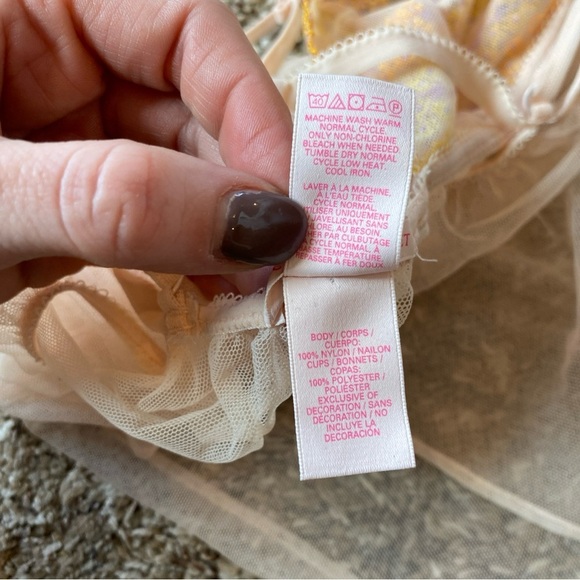 40
MACHINE WASH WARM
NORMAL CYCLE.
ONLY NON-CHLORINE
BLEACH WHEN NEEDED.
TUMBLE DRY NORMAL
CYCLE LOW HEAT.
COOL IRON.
LAVER À LA MACHINE,
À L'EAU TIÈDE.
CYCLE NORMAL.
UTILISER UNIQUEMENT
JAVELLISANT SANS
CHLORE, AU BESOIN.
PAR CULBUTAGE
CYCLE NORMAL, À
TEMPÉRATURE.
REPASSER À FER DOUX.
BODY / CORPS /
CUERPO:
100% NYLON / NAILON
CUPS / BONNETS /
COPAS:
100% POLYESTER /
POLIÉSTER
EXCLUSIVE OF
DECORATION / SANS
DÉCORATION / NO
INCLUYE LA
DECORACIÓN